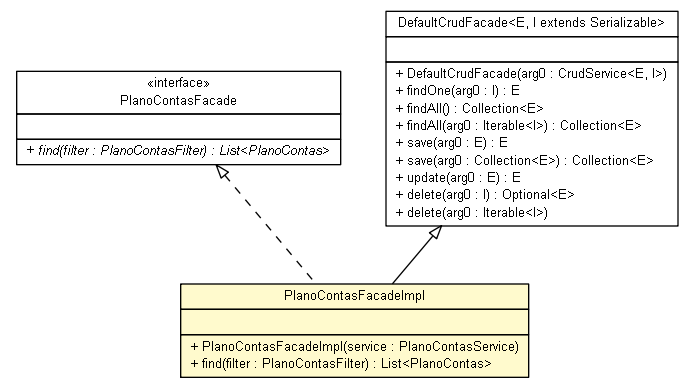 DefaultCrudFacade<E, I extends Serializable>
+ DefaultCrudFacade(arg0 : CrudService<E, I>)
+ findOne(arg0 : I) : E
+ findAll() : Collection<E>
+ findAll(arg0 : Iterable<I>) : Collection<E>
+ save(arg0 : E) : E
+ save(arg0 : Collection<E>) : Collection<E>
+ update(arg0 : E) : E
+ delete(arg0 : I) : Optional<E>
+ delete(arg0 : Iterable<I>)
«interface»
PlanoContasFacade
+ find(filter : PlanoContasFilter) : List<PlanoContas>
PlanoContasFacadeImpl
+ PlanoContasFacadeImpl(service : PlanoContasService)
+ find(filter : PlanoContasFilter) : List<PlanoContas>